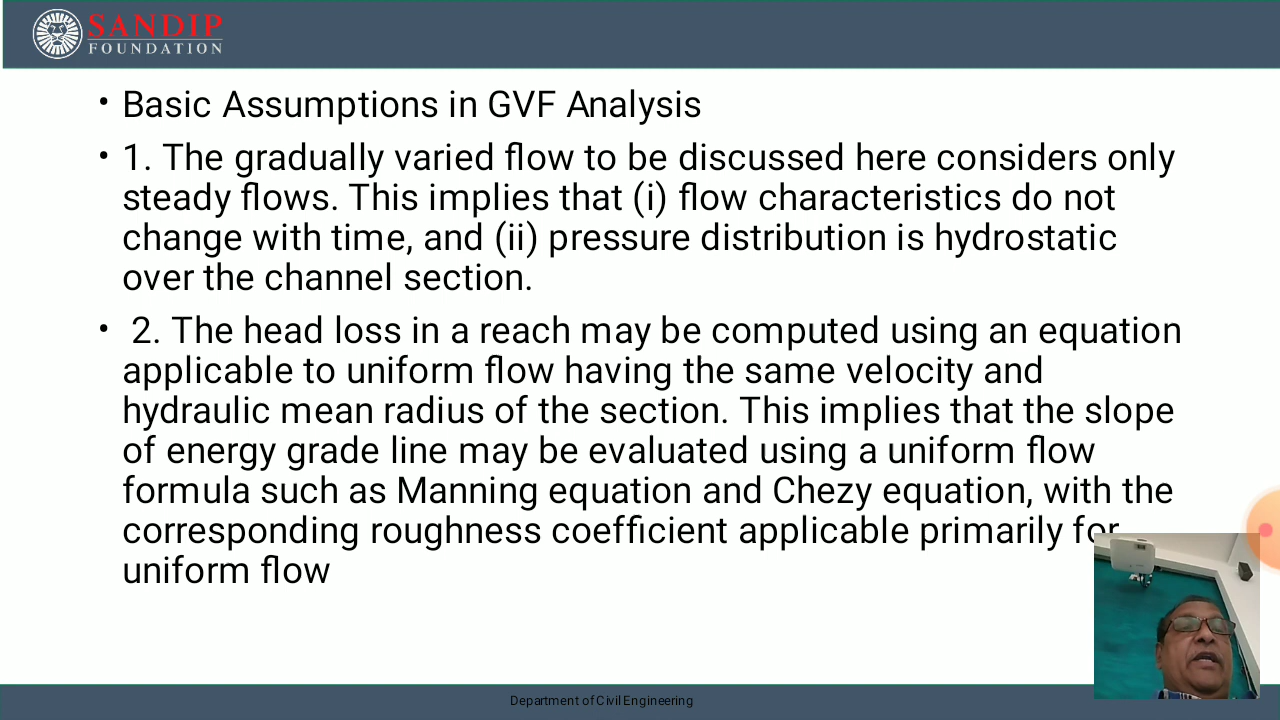 SANDIP
FOUNDATION
• Basic Assumptions in GVF Analysis
• 1. The gradually varied flow to be discussed here considers only
steady flows. This implies that (i) flow characteristics do not
change with time, and (ii) pressure distribution is hydrostatic
over the channel section.
• 2. The head loss in a reach may be computed using an equation
applicable to uniform flow having the same velocity and
hydraulic mean radius of the section. This implies that the slope
of energy grade line may be evaluated using a uniform flow
formula such as Manning equation and Chezy equation, with the
corresponding roughness coefficient applicable primarily for
uniform flow
Department of Civil Engineering